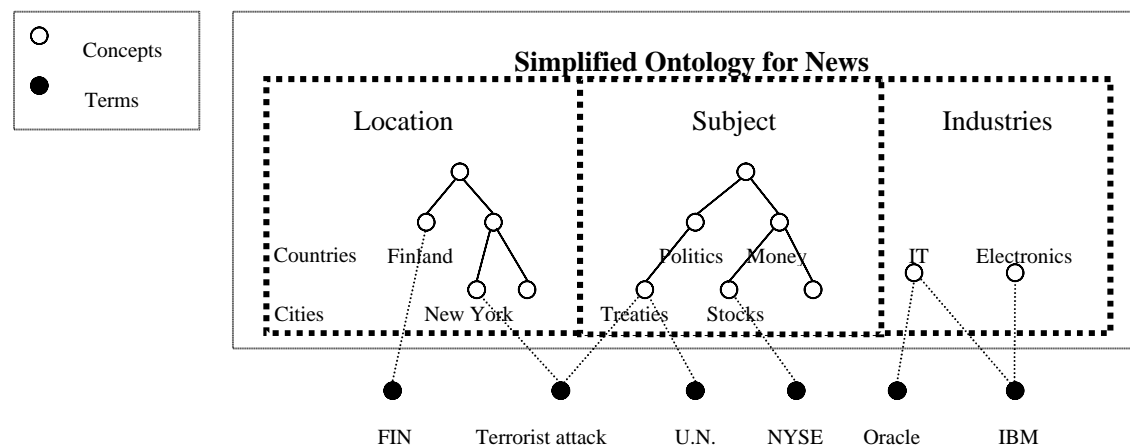 Concepts
Terms
Simplified Ontology for News
Location Subject Industries
Countries Finland Politics Money IT Electronics
Cities New York Treaties Stocks
FIN Terrorist attack U.N. NYSE Oracle IBM